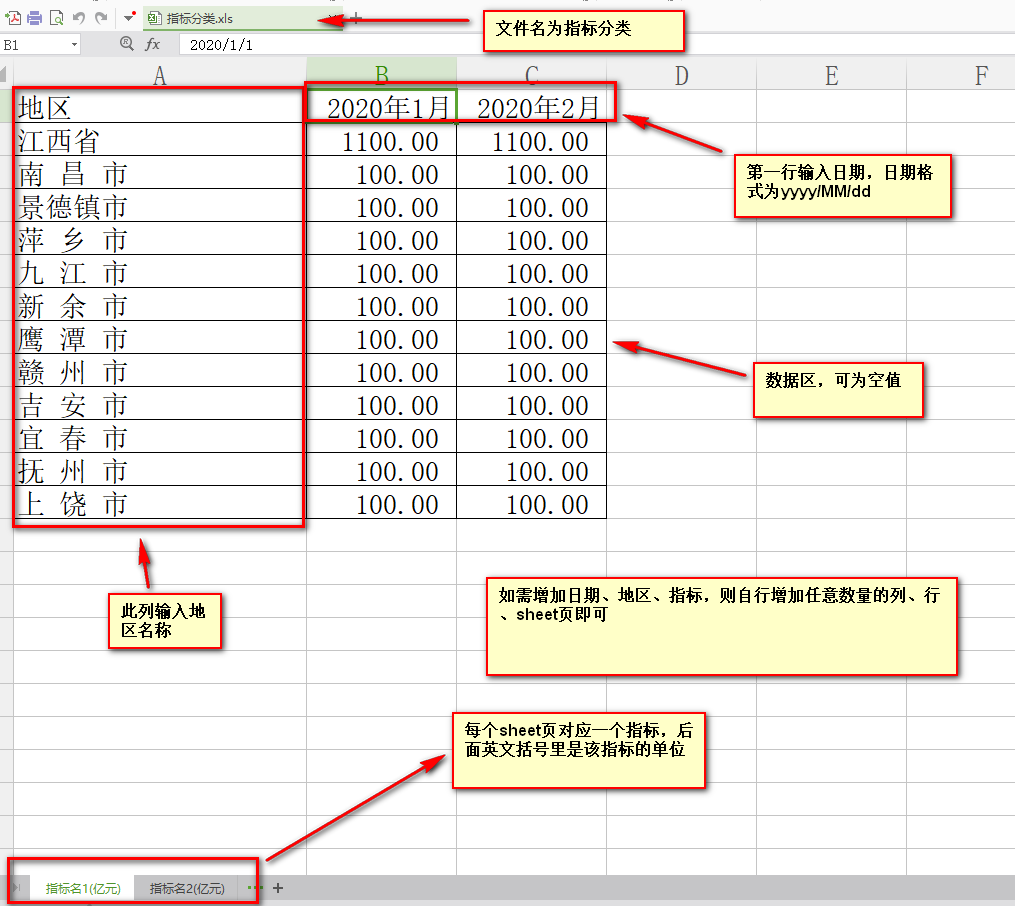 指标分类.xls
文件名为指标分类
B1
fx
2020/1/1
A B C D E F
地区 2020年1月 2020年2月
江西省 1100.00 1100.00
南 昌 市 100.00 100.00
景德镇市 100.00 100.00
萍 乡 市 100.00 100.00
九 江 市 100.00 100.00
新 余 市 100.00 100.00
鹰 潭 市 100.00 100.00
赣 州 市 100.00 100.00
吉 安 市 100.00 100.00
宜 春 市 100.00 100.00
抚 州 市 100.00 100.00
上 饶 市 100.00 100.00
第一行输入日期，日期格
式为yyyy/MM/dd
数据区，可为空值
此列输入地
区名称
如需增加日期、地区、指标，则自行增加任意数量的列、行
、sheet页即可
每个sheet页对应一个指标，后
面英文括号里是该指标的单位
指标名1(亿元) 指标名2(亿元) ··· +